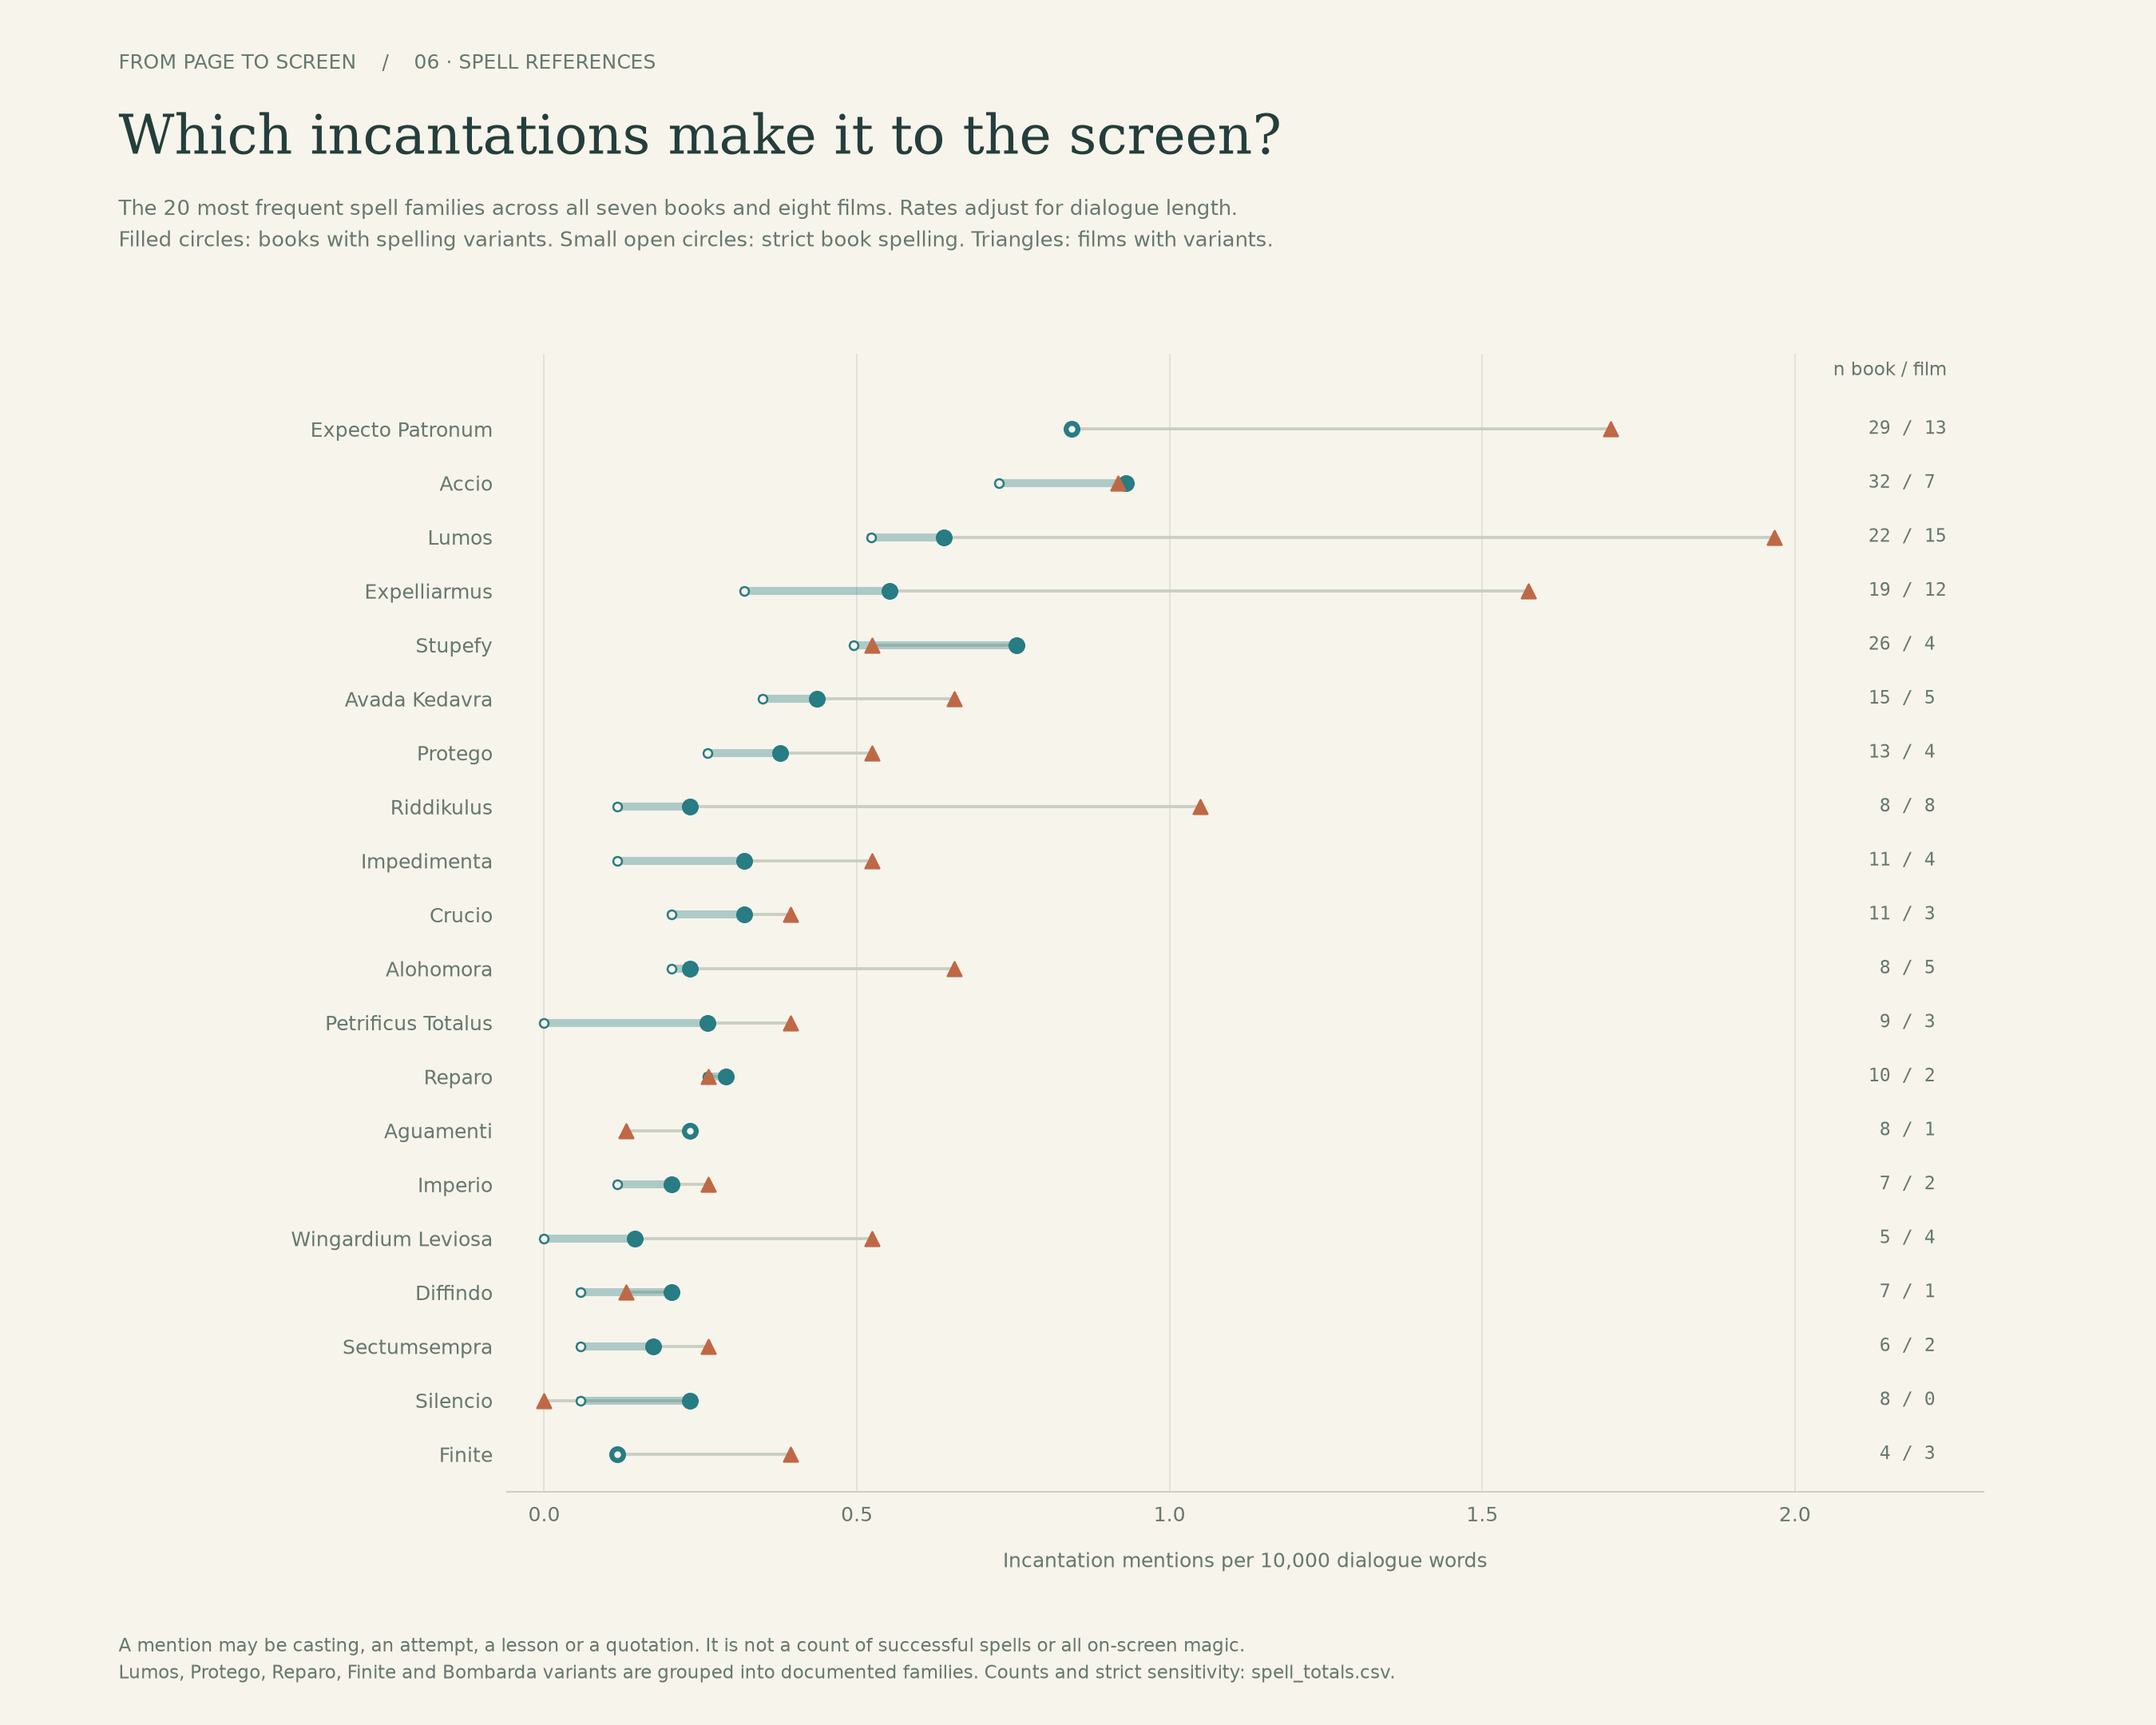 FROM PAGE TO SCREEN / 06 · SPELL REFERENCES
Which incantations make it to the screen?
The 20 most frequent spell families across all seven books and eight films. Rates adjust for dialogue length.
Filled circles: books with spelling variants. Small open circles: strict book spelling. Triangles: films with variants.
n book / film
Expecto Patronum 29 / 13
Accio 32 / 7
Lumos 22 / 15
Expelliarmus 19 / 12
Stupefy 26 / 4
Avada Kedavra 15 / 5
Protego 13 / 4
Riddikulus 8 / 8
Impedimenta 11 / 4
Crucio 11 / 3
Alohomora 8 / 5
Petrificus Totalus 9 / 3
Reparo 10 / 2
Aguamenti 8 / 1
Imperio 7 / 2
Wingardium Leviosa 5 / 4
Diffindo 7 / 1
Sectumsempra 6 / 2
Silencio 8 / 0
Finite 4 / 3
0.0 0.5 1.0 1.5 2.0
Incantation mentions per 10,000 dialogue words
A mention may be casting, an attempt, a lesson or a quotation. It is not a count of successful spells or all on-screen magic.
Lumos, Protego, Reparo, Finite and Bombarda variants are grouped into documented families. Counts and strict sensitivity: spell_totals.csv.